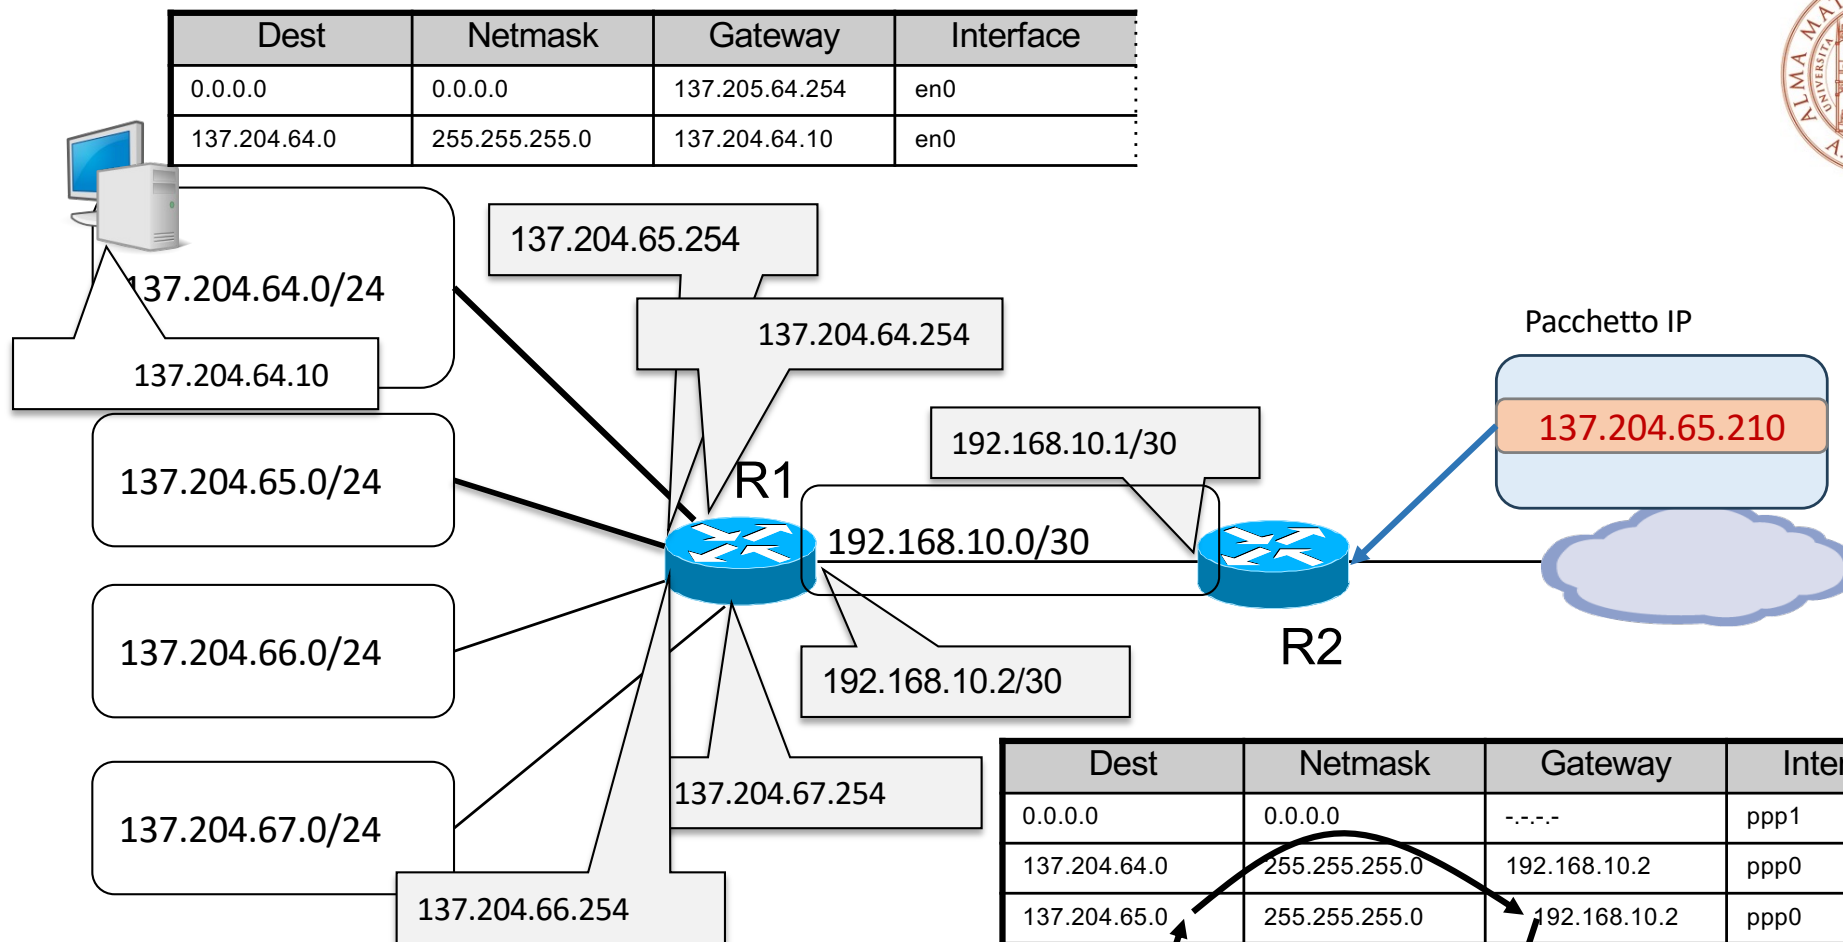 Dest Netmask Gateway Interface
0.0.0.0 0.0.0.0 137.205.64.254 en0
137.204.64.0 255.255.255.0 137.204.64.10 en0
ALMA MAT
UNIVERSITA
A.
137.204.65.254
137.204.64.0/24
137.204.64.254
Pacchetto IP
137.204.64.10
137.204.65.210
192.168.10.1/30
R1
137.204.65.0/24
192.168.10.0/30
R2
137.204.66.0/24
192.168.10.2/30
137.204.67.254
137.204.67.0/24
137.204.66.254
Dest Netmask Gateway Inter
0.0.0.0 0.0.0.0 -.-.-.- ppp1
137.204.64.0 255.255.255.0 192.168.10.2 ppp0
137.204.65.0 255.255.255.0 192.168.10.2 ppp0